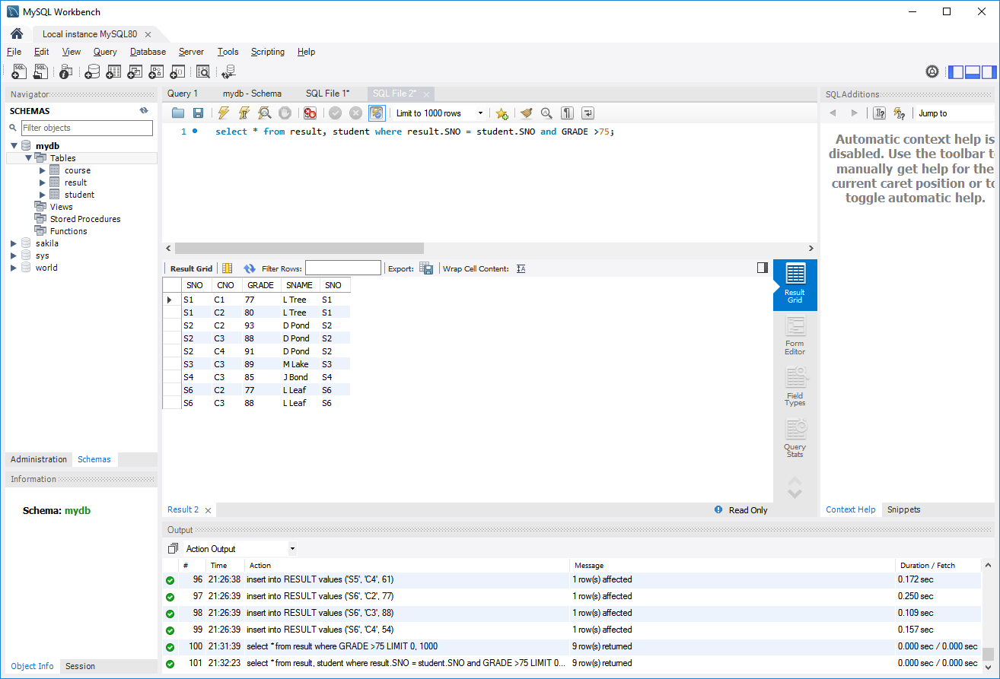 MySQL Workbench
Local instance MySQL80
File Edit View Query Database Server Tools Scripting Help
Navigator
SCHEMAS
Filter objects
mydb
Tables
course
result
student
Views
Stored Procedures
Functions
sakila
sys
world
Administration Schemas
Information
Schema: mydb
Object Info Session
Query 1 mydb - Schema SQL File 1* SQL File 2*
Limit to 1000 rows
1 select * from result, student where result.SNO = student.SNO and GRADE >75;
Result Grid Filter Rows: Export: Wrap Cell Content:
SNO CNO GRADE SNAME SNO
S1 C1 77 L Tree S1
S1 C2 80 L Tree S1
S2 C2 93 D Pond S2
S2 C3 88 D Pond S2
S2 C4 91 D Pond S2
S3 C3 89 M Lake S3
S4 C3 85 J Bond S4
S6 C2 77 L Leaf S6
S6 C3 88 L Leaf S6
Result
Grid
Form
Editor
Field
Types
Query
Stats
Result 2 Read Only
SQLAdditions
Jump to
Automatic context help is
disabled. Use the toolbar t
manually get help for the
current caret position or to
toggle automatic help.
Context Help Snippets
Output
Action Output
# Time Action Message Duration / Fetch
96 21:26:38 insert into RESULT values ('S5', 'C4', 61) 1 row(s) affected 0.172 sec
97 21:26:39 insert into RESULT values ('S6', 'C2', 77) 1 row(s) affected 0.250 sec
98 21:26:39 insert into RESULT values ('S6', 'C3', 88) 1 row(s) affected 0.109 sec
99 21:26:39 insert into RESULT values ('S6', 'C4', 54) 1 row(s) affected 0.157 sec
100 21:31:39 select * from result where GRADE >75 LIMIT 0, 1000 9 row(s) returned 0.000 sec / 0.000 sec
101 21:32:23 select * from result, student where result.SNO = student.SNO and GRADE >75 LIMIT 0... 9 row(s) returned 0.000 sec / 0.000 sec